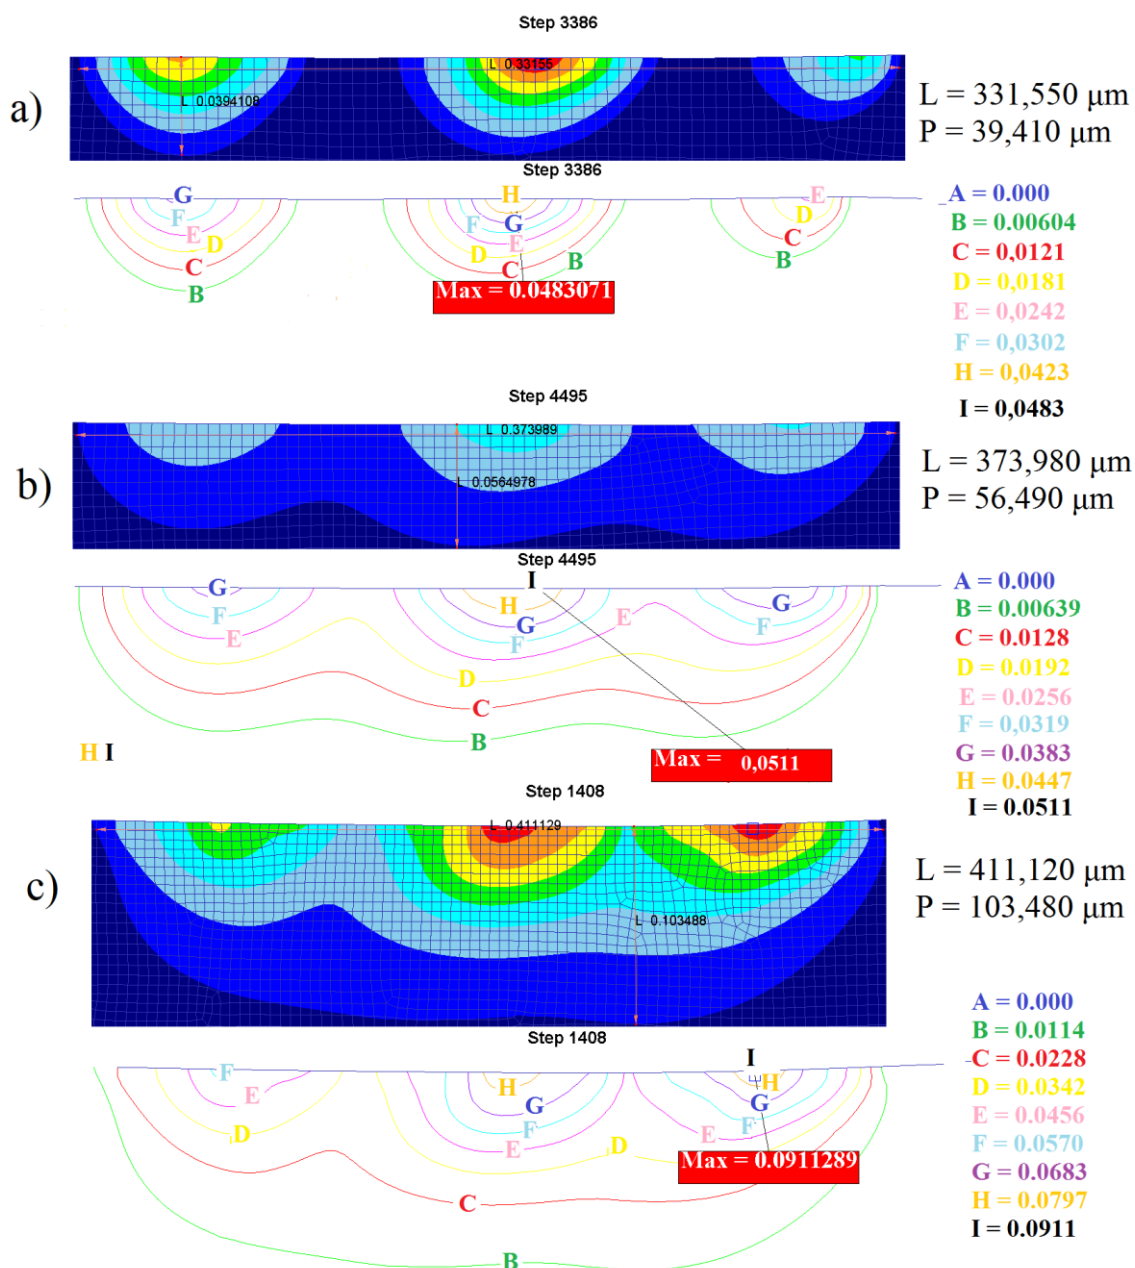 Step 3386
a)
L 0.33155
L 0.0394108
L = 331,550 μm
P = 39,410 μm
Step 3386
G
F
E
D
C
B
H
F
G
E
D
C
B
E
D
C
B
Max = 0.0483071
A = 0.000
B = 0.00604
C = 0,0121
D = 0,0181
E = 0,0242
F = 0,0302
H = 0,0423
I = 0,0483
Step 4495
b)
L 0.373989
L 0.0564978
L = 373,980 μm
P = 56,490 μm
Step 4495
G
F
E
I
H
G
F
E
D
C
B
G
F
H I
Max = 0,0511
A = 0.000
B = 0.00639
C = 0.0128
D = 0.0192
E = 0.0256
F = 0,0319
G = 0.0383
H = 0.0447
I = 0.0511
Step 1408
c)
L 0.411129
L 0.103488
L = 411,120 μm
P = 103,480 μm
Step 1408
F
E
D
H
G
F
E
D
C
B
I
H
G
F
E
Max = 0.0911289
A = 0.000
B = 0.0114
C = 0.0228
D = 0.0342
E = 0.0456
F = 0.0570
G = 0.0683
H = 0.0797
I = 0.0911